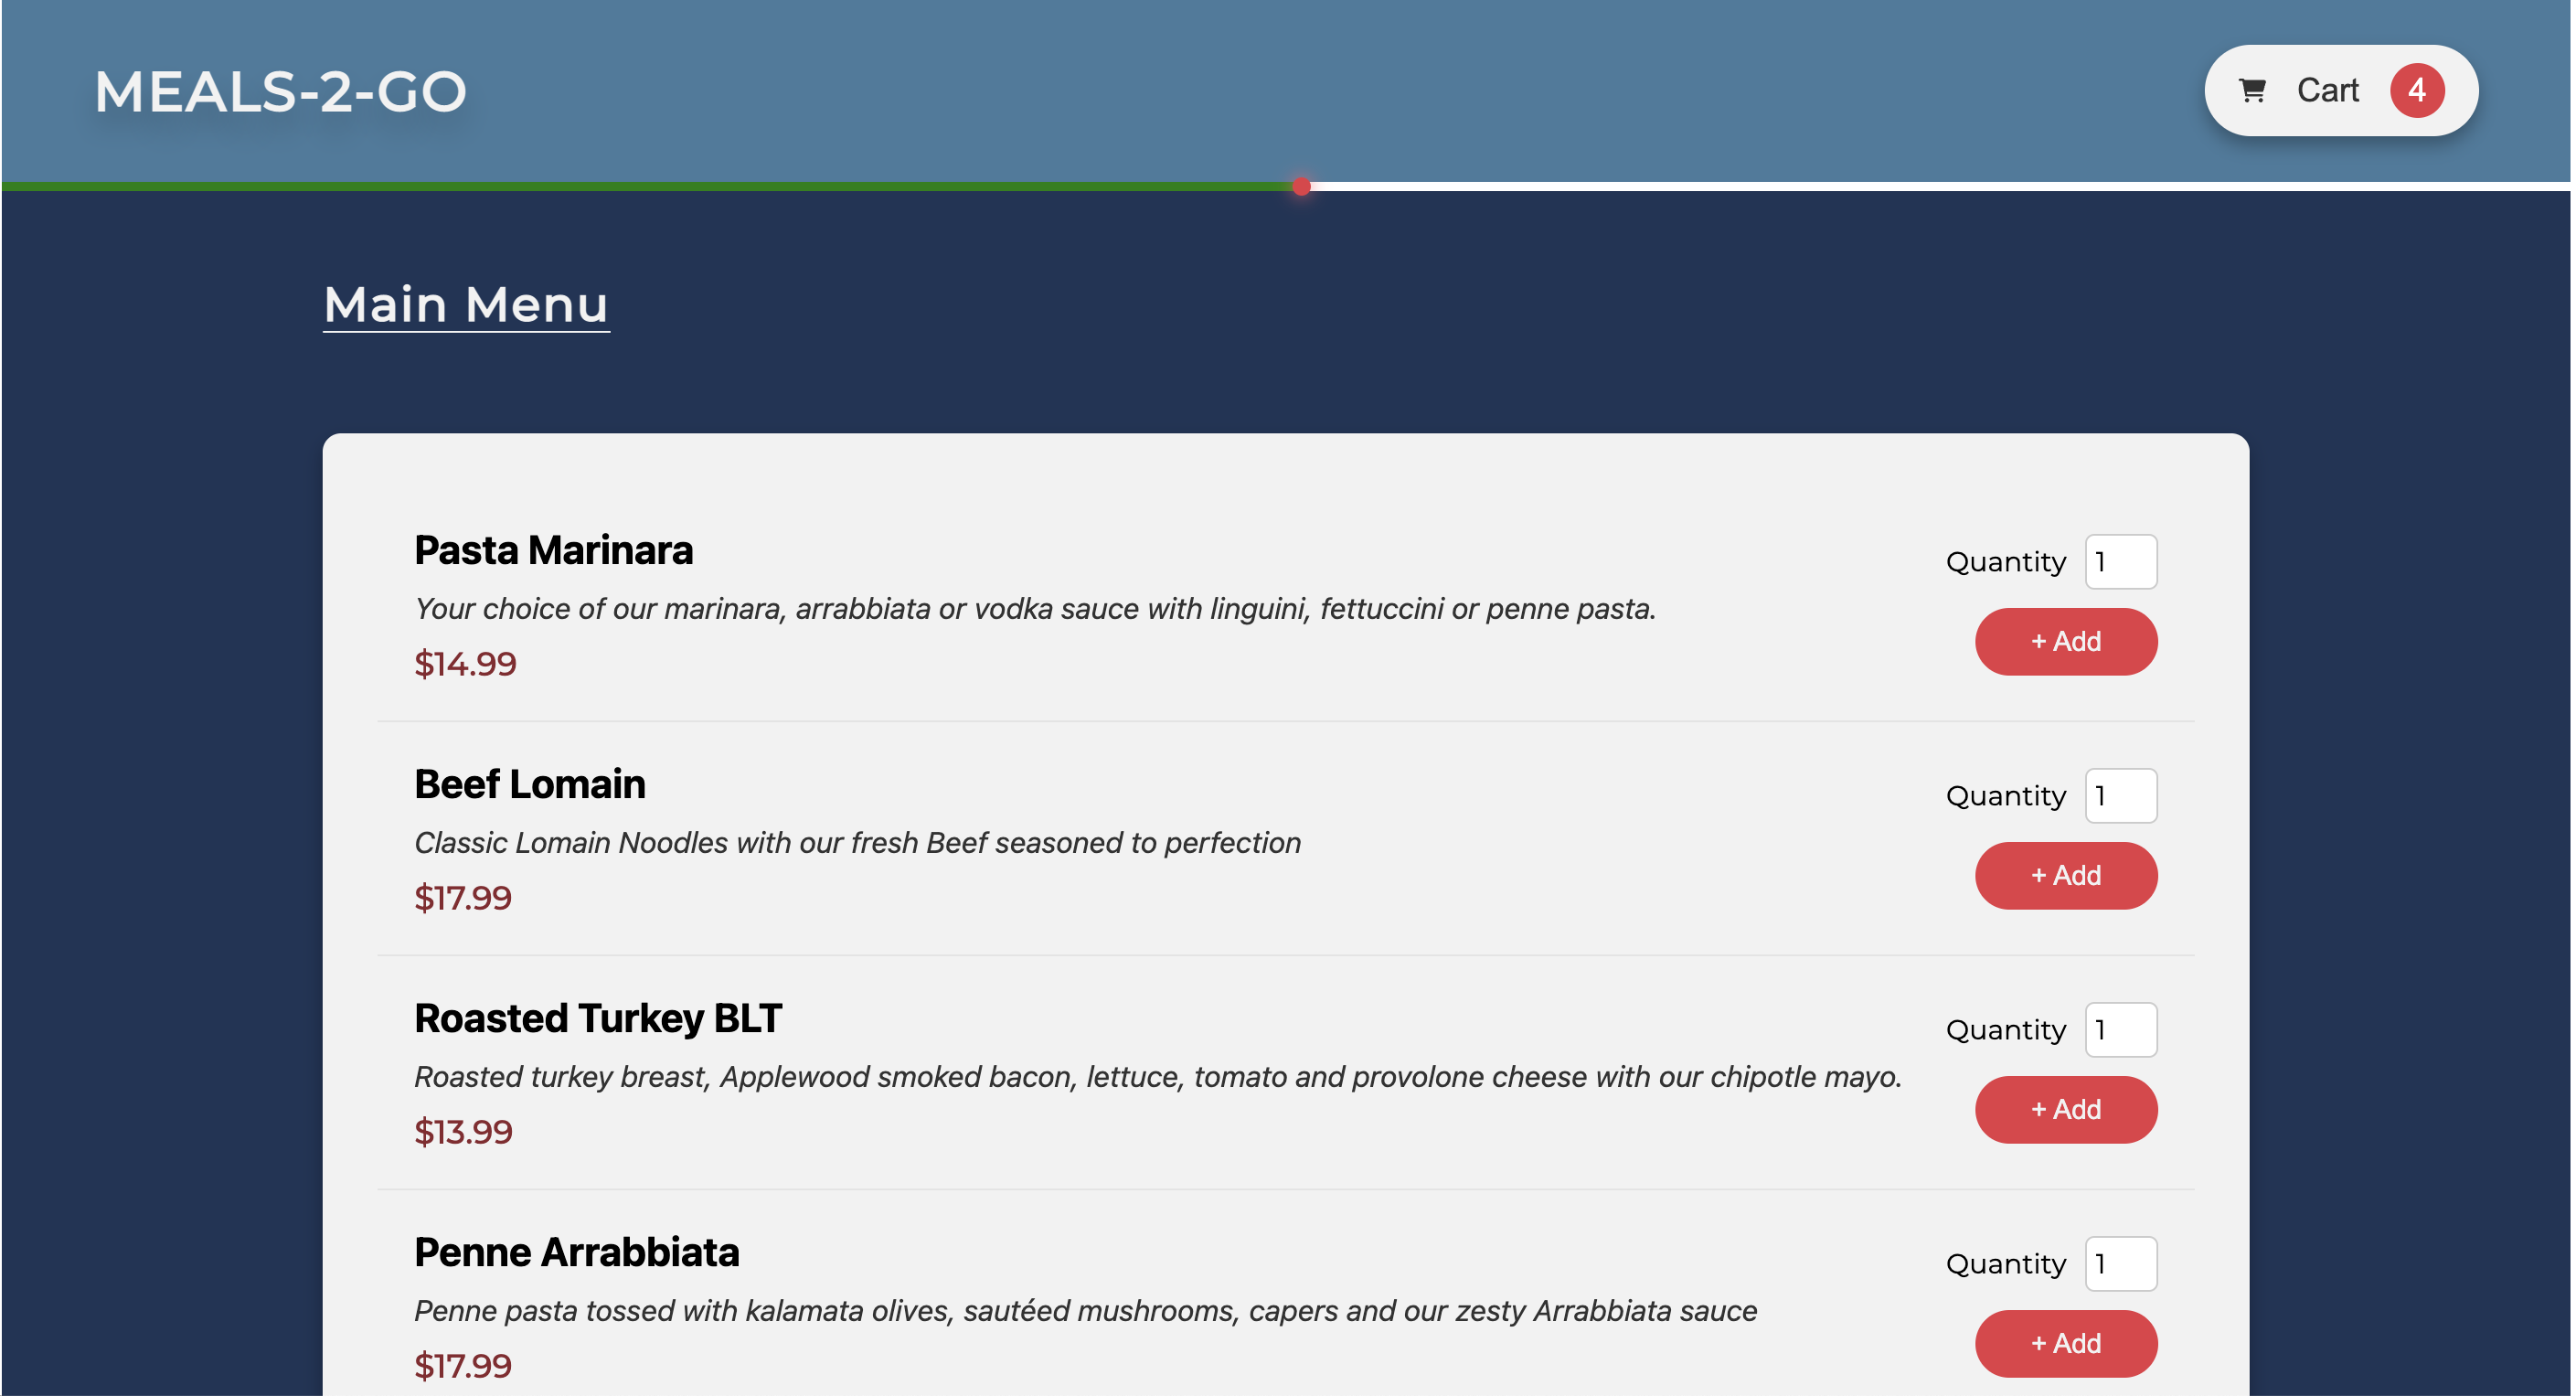 MEALS-2-GO
Cart 4
Main Menu
Pasta Marinara
Quantity 1
Your choice of our marinara, arrabbiata or vodka sauce with linguini, fettuccini or penne pasta.
+ Add
$14.99
Beef Lomain
Quantity 1
Classic Lomain Noodles with our fresh Beef seasoned to perfection
+ Add
$17.99
Roasted Turkey BLT
Quantity 1
Roasted turkey breast, Applewood smoked bacon, lettuce, tomato and provolone cheese with our chipotle mayo.
+ Add
$13.99
Penne Arrabbiata
Quantity 1
Penne pasta tossed with kalamata olives, sautéed mushrooms, capers and our zesty Arrabbiata sauce
+ Add
$17.99